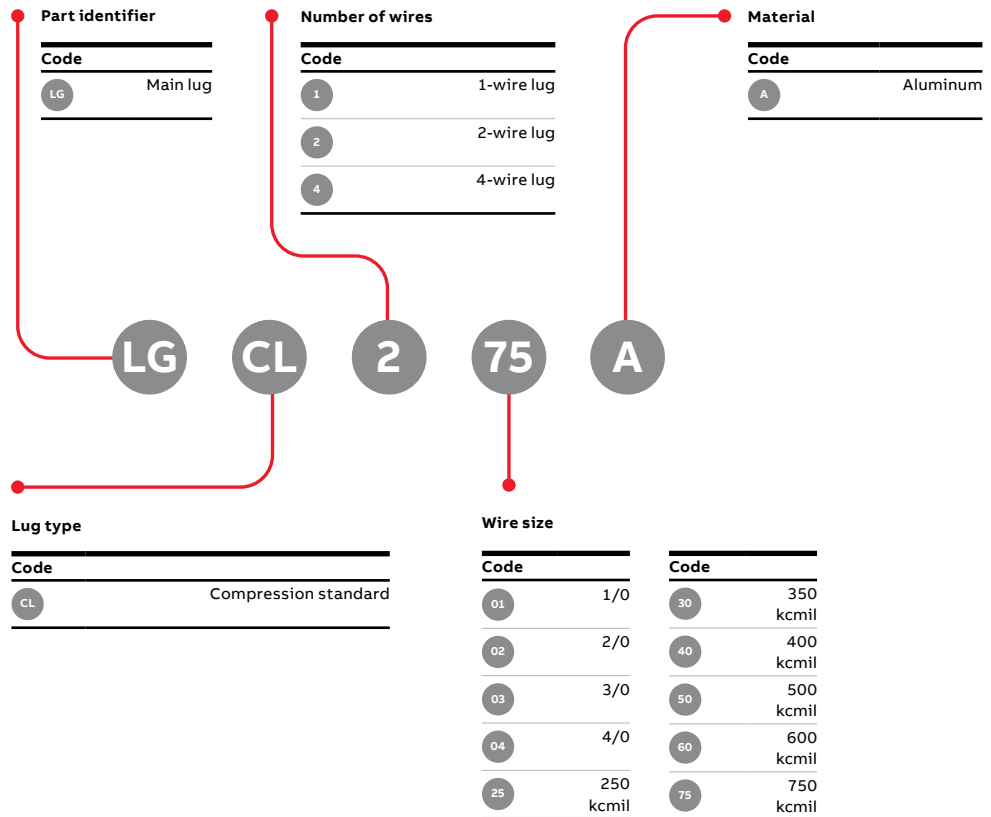 Part identifier
Code
LG Main lug
Number of wires
Code
1 1-wire lug
2 2-wire lug
4 4-wire lug
Material
Code
A Aluminum
LG CL 2 75 A
Lug type
Code
CL Compression standard
Wire size
Code
01 1/0
02 2/0
03 3/0
04 4/0
25 250
kcmil
Code
30 350
kcmil
40 400
kcmil
50 500
kcmil
60 600
kcmil
75 750
kcmil